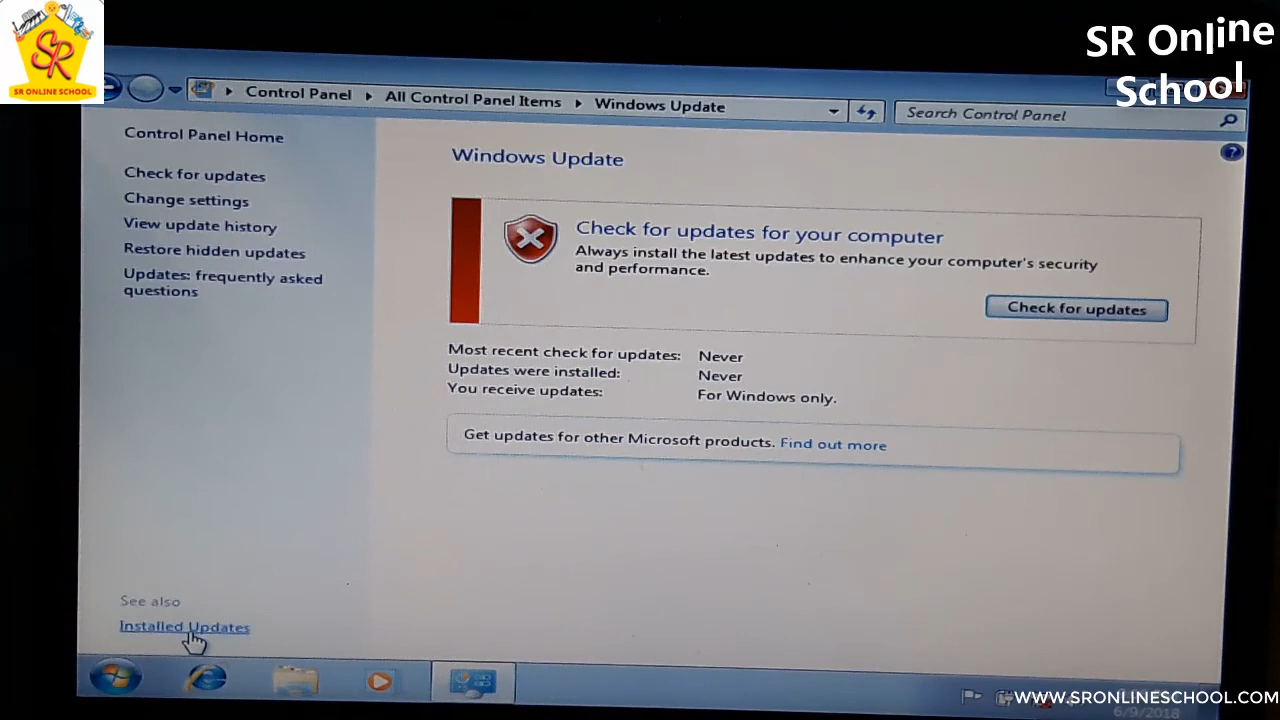 SR
SR ONLINE SCHOOL
SR Online
School
Control Panel ▸ All Control Panel Items ▸ Windows Update
Search Control Panel
Control Panel Home
Check for updates
Change settings
View update history
Restore hidden updates
Updates: frequently asked
questions
See also
Installed Updates
Windows Update
Check for updates for your computer
Always install the latest updates to enhance your computer's security
and performance.
Check for updates
Most recent check for updates: Never
Updates were installed: Never
You receive updates: For Windows only.
Get updates for other Microsoft products. Find out more
WWW.SRONLINESCHOOL.COM
6/9/2018